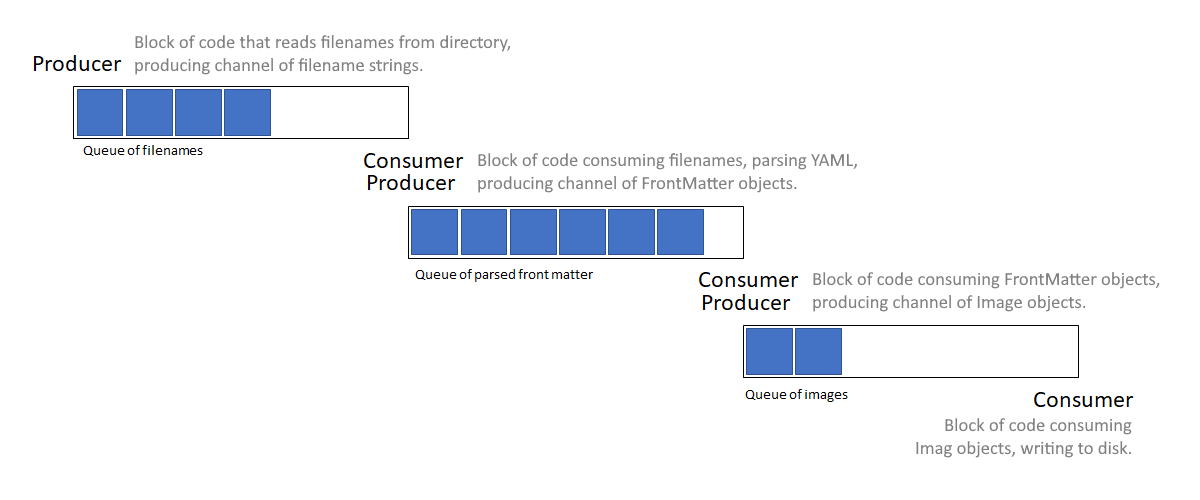 Block of code that reads filenames from directory,
Producer producing channel of filename strings.
Queue of filenames
Consumer Block of code consuming filenames, parsing YAML,
Producer producing channel of FrontMatter objects.
Queue of parsed front matter
Consumer Block of code consuming FrontMatter objects,
Producer producing channel of Image objects.
Queue of images
Consumer
Block of code consuming
Imag objects, writing to disk.